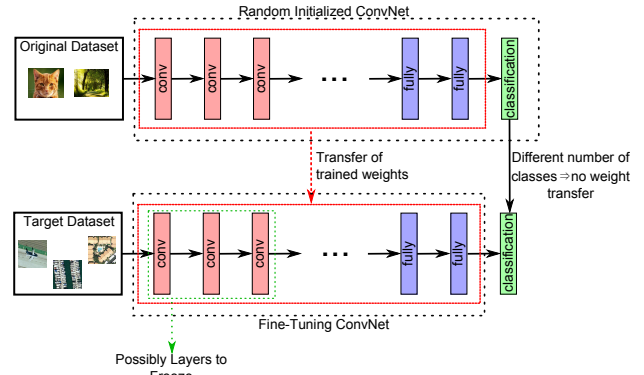 Random Initialized ConvNet
Original Dataset
conv
conv
conv
...
fully
fully
classification
Transfer of
trained weights
Different number of
classes⇒no weight
transfer
Target Dataset
conv
conv
conv
...
fully
fully
classification
Fine-Tuning ConvNet
Possibly Layers to